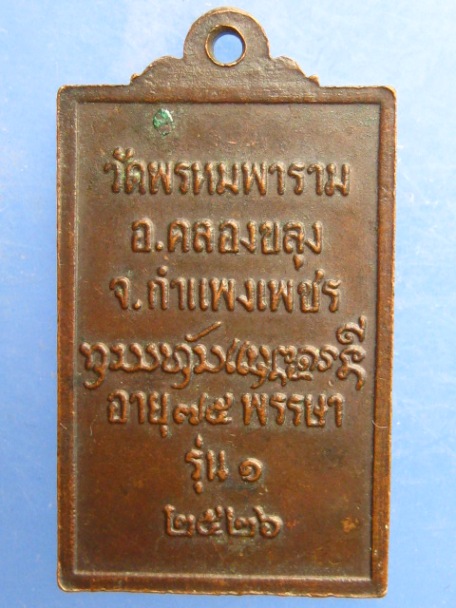 วัดพรหมพาราม
อ.คลองขลุง
จ.กำแพงเพชร
อายุ๗๕ พรรษา
รุ่น ๑
๒๕๒๖